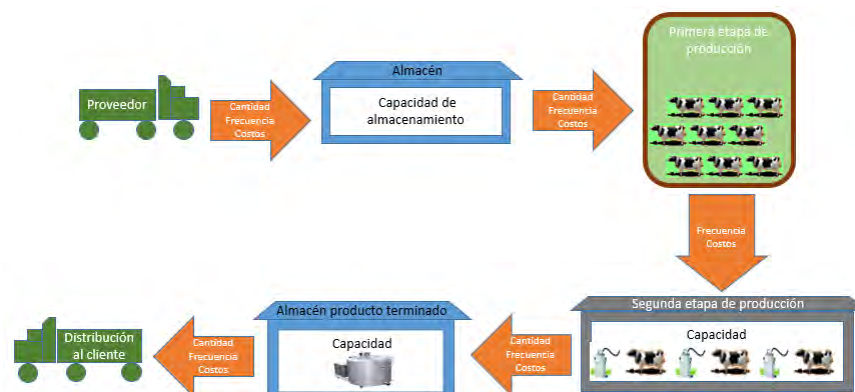 Primera etapa de
producción
Almacén
Proveedor
Cantidad
Frecuencia
Costos
Capacidad de
almacenamiento
Cantidad
Frecuencia
Costos
Frecuencia
Costos
Segunda etapa de producción
Capacidad
Cantidad
Frecuencia
Costos
Almacén producto terminado
Capacidad
Cantidad
Frecuencia
Costos
Distribución
al cliente